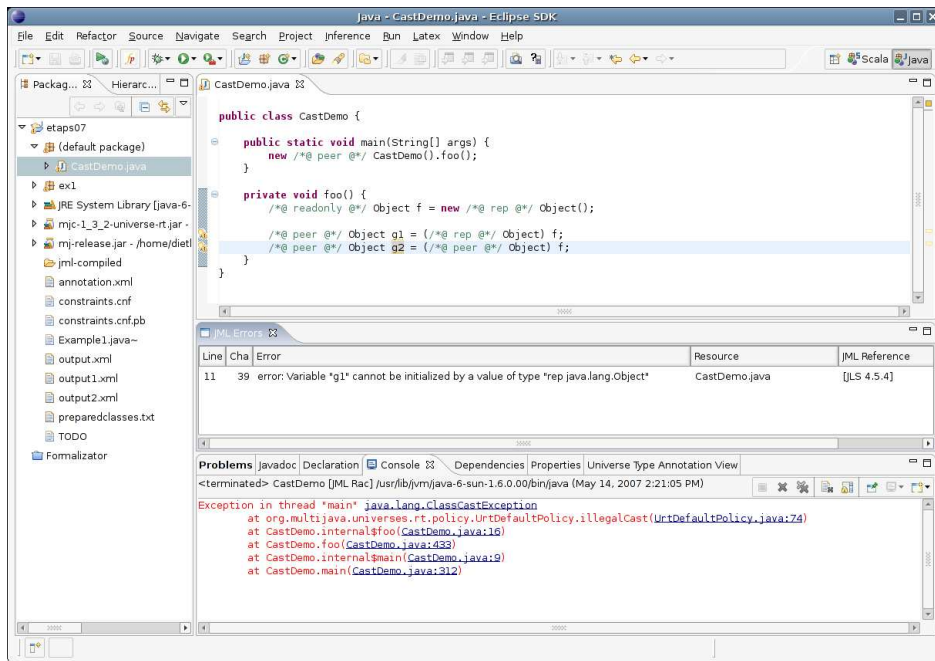 Java - CastDemo.java - Eclipse SDK
File Edit Refactor Source Navigate Search Project Inference Run Latex Window Help
Scala Java
Packag... Hierarc...
etaps07
(default package)
CastDemo.java
ex1
JRE System Library [java-6-
mjc-1_3_2-universe-rt.jar -
mj-release.jar - /home/dietl
jml-compiled
annotation.xml
constraints.cnf
constraints.cnf.pb
Example1.java~
output.xml
output1.xml
output2.xml
preparedclasses.txt
TODO
Formalizator
CastDemo.java
public class CastDemo {
public static void main(String[] args) {
new /*@ peer @*/ CastDemo().foo();
}
private void foo() {
/*@ readonly @*/ Object f = new /*@ rep @*/ Object();
/*@ peer @*/ Object g1 = (/*@ rep @*/ Object) f;
/*@ peer @*/ Object g2 = (/*@ peer @*/ Object) f;
}
}
JML Errors
Line Cha Error Resource JML Reference
11 39 error: Variable "g1" cannot be initialized by a value of type "rep java.lang.Object" CastDemo.java [JLS 4.5.4]
Problems Javadoc Declaration Console Dependencies Properties Universe Type Annotation View
<terminated> CastDemo [JML Rac] /usr/lib/jvm/java-6-sun-1.6.0.00/bin/java (May 14, 2007 2:21:05 PM)
Exception in thread "main" java.lang.ClassCastException
at org.multijava.universes.rt.policy.UrtDefaultPolicy.illegalCast(UrtDefaultPolicy.java:74)
at CastDemo.internal$foo(CastDemo.java:16)
at CastDemo.foo(CastDemo.java:433)
at CastDemo.internal$main(CastDemo.java:9)
at CastDemo.main(CastDemo.java:312)